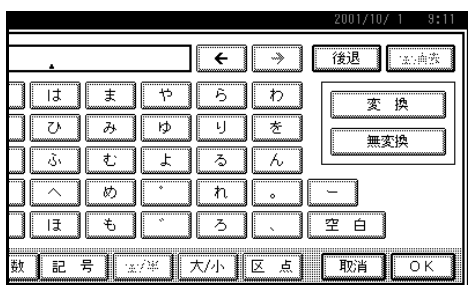 2001/10/ 1 9:11
← → 後退
は ま や ら わ
変 換
ひ み ゆ り を
無変換
ふ む よ る ん
へ め ゜ れ 。 ー
ほ も ゛ ろ 、 空 白
数 記 号 大/小 区 点 取消 OK